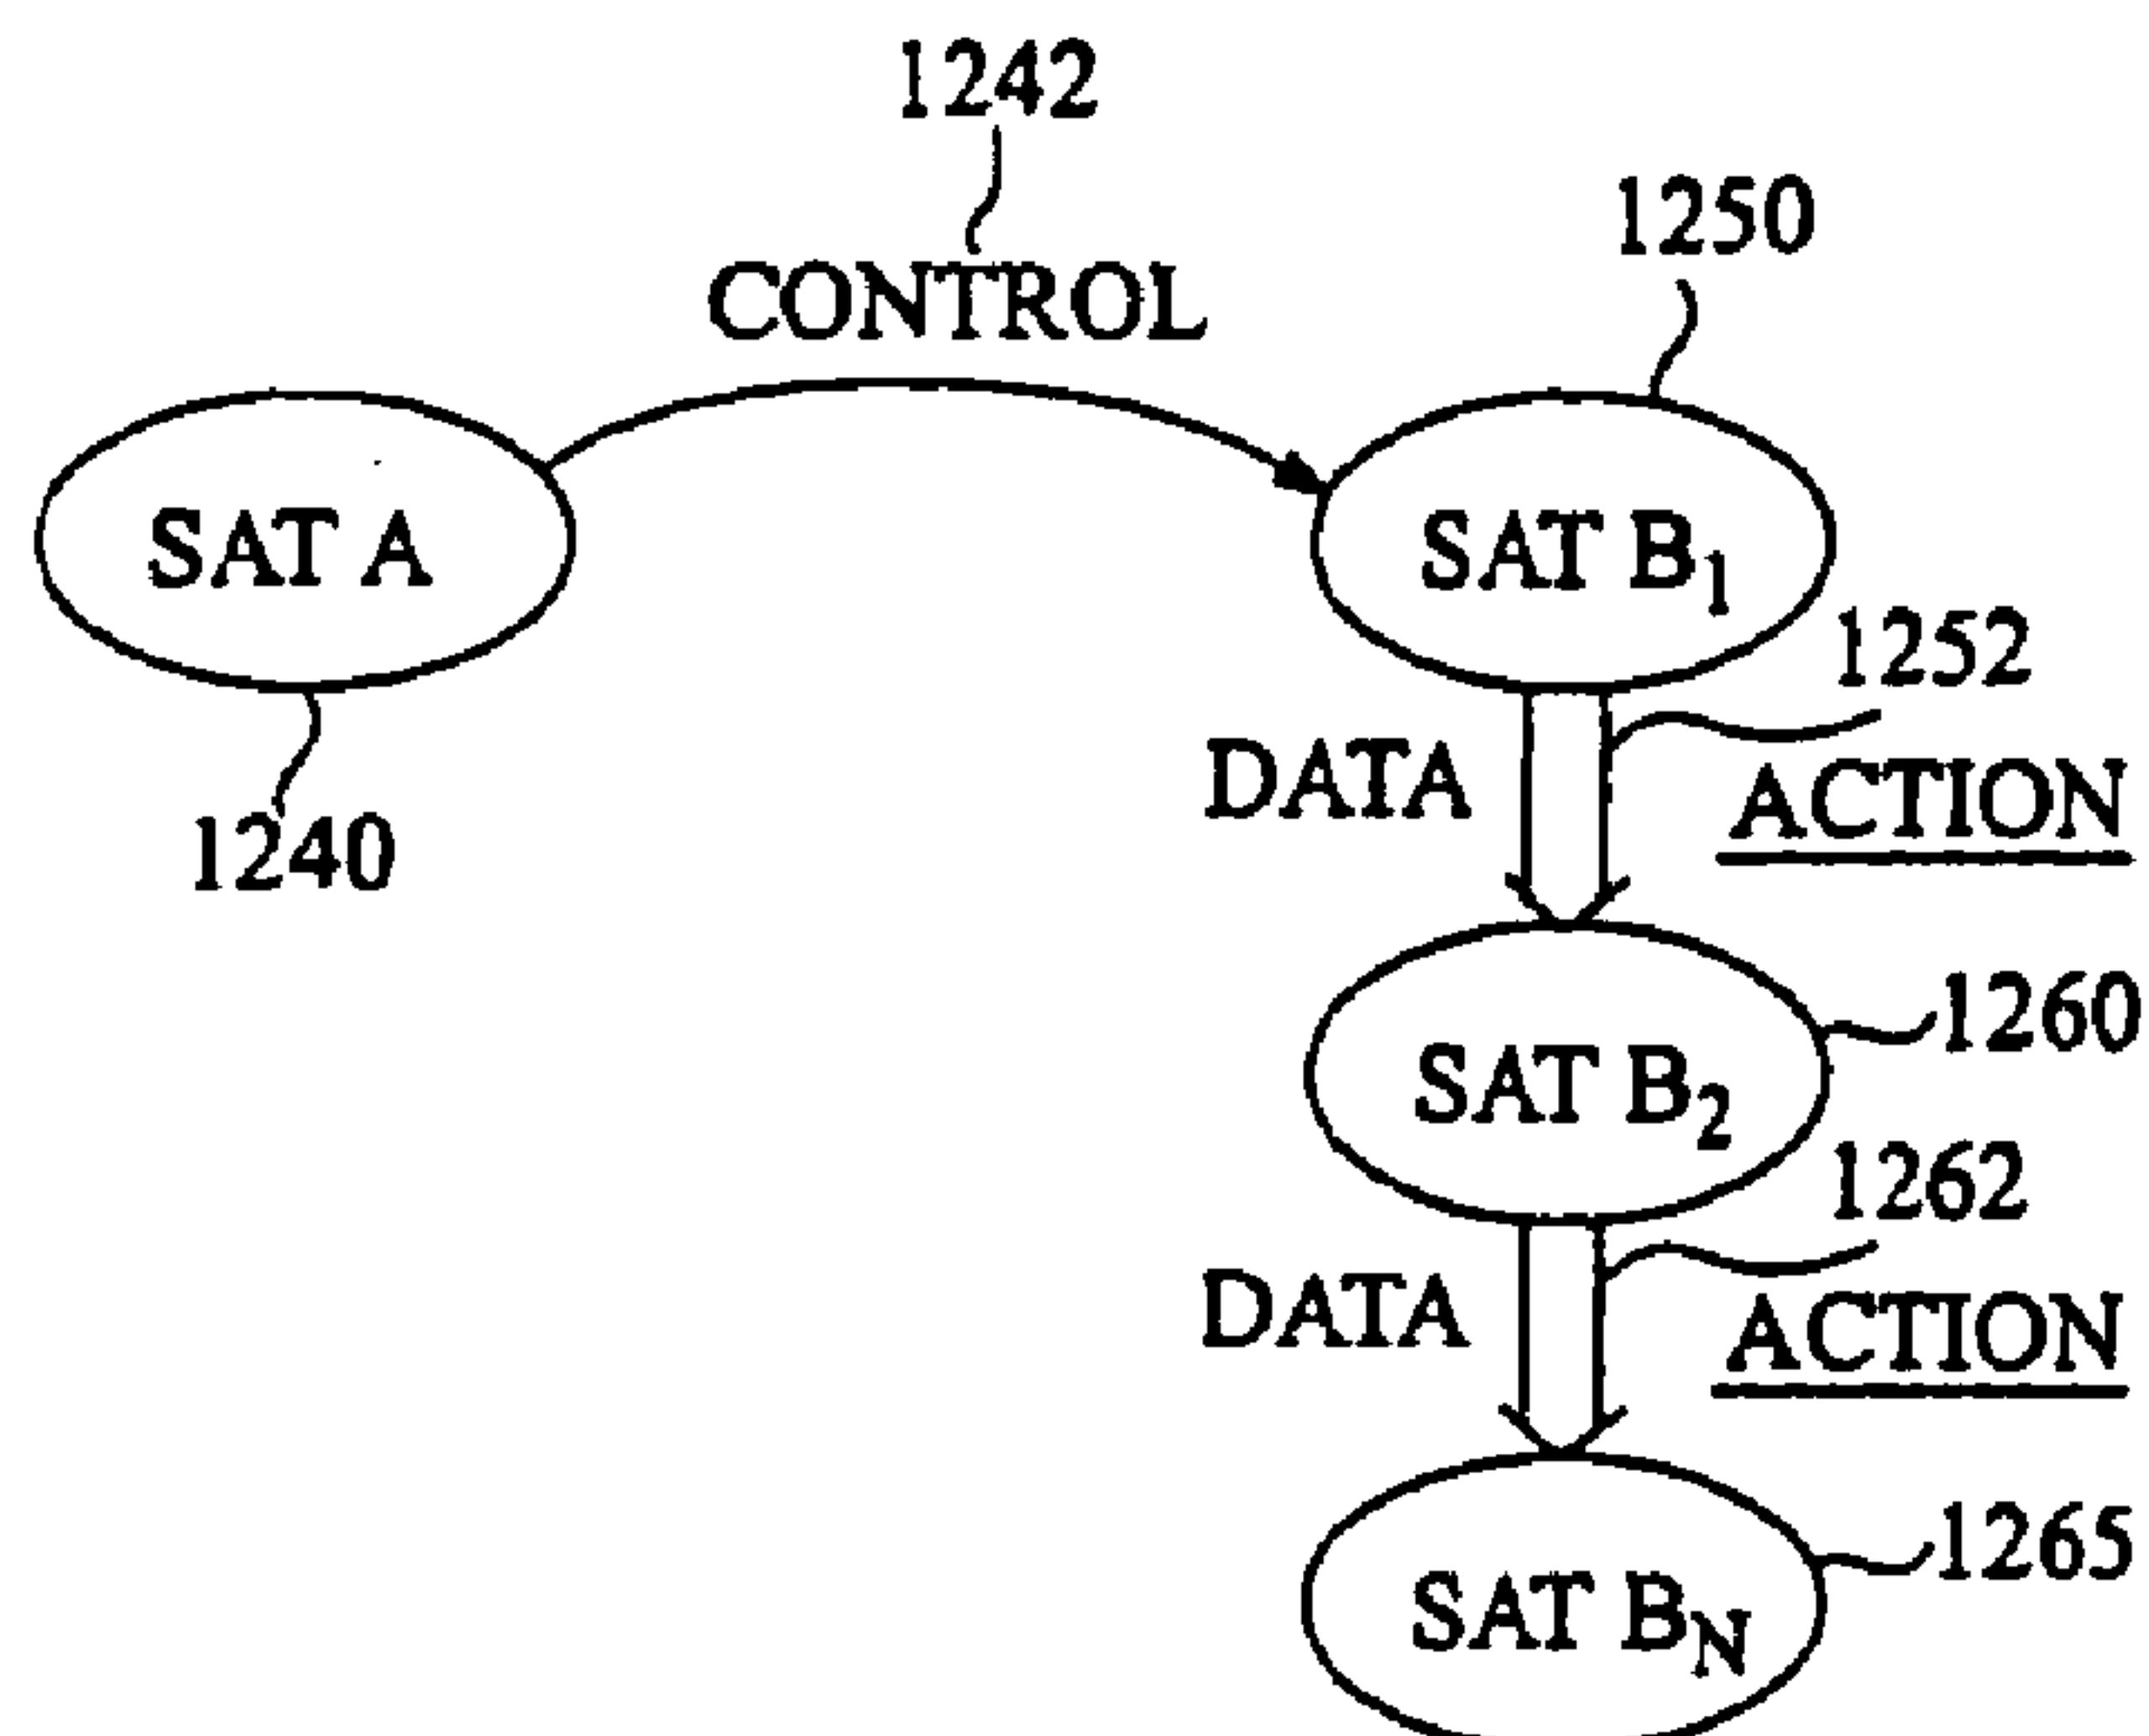 1242
CONTROL
1250
SAT A
SAT B1
1252
DATA
ACTION
1240
1260
SAT B2
1262
DATA
ACTION
1265
SAT BN